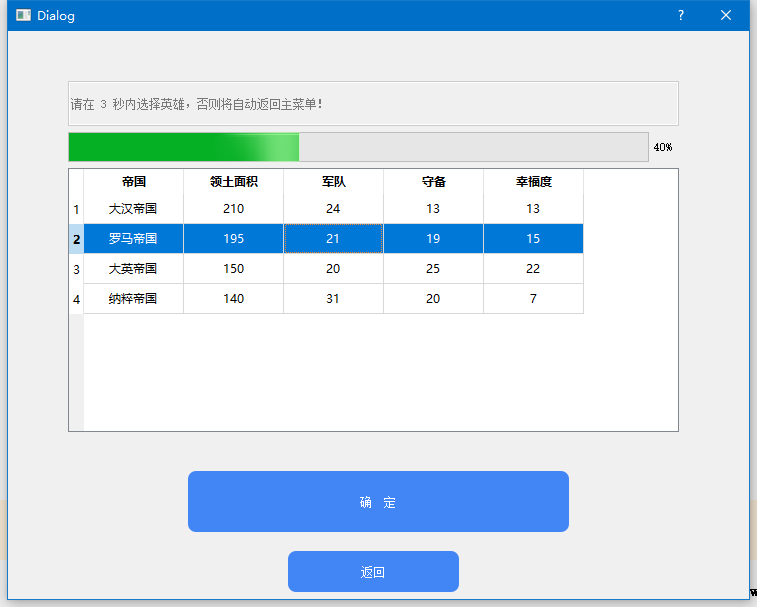 Dialog
请在 3 秒内选择英雄，否则将自动返回主菜单！
40%
帝国 领土面积 军队 守备 幸福度
1 大汉帝国 210 24 13 13
2 罗马帝国 195 21 19 15
3 大英帝国 150 20 25 22
4 纳粹帝国 140 31 20 7
确 定
返回